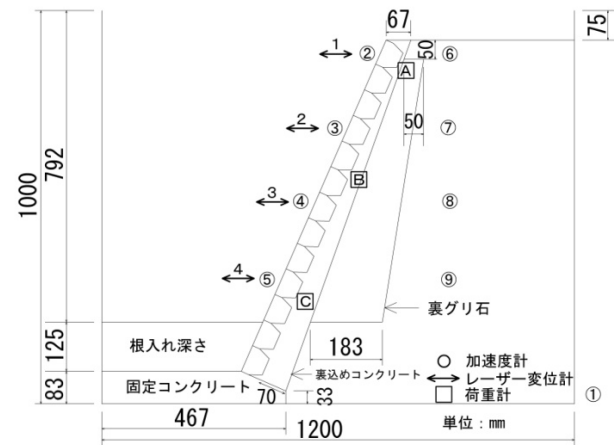 67
75
50
1
②
A
⑥
2
③
50
⑦
792
1000
B
3
④
⑧
4
⑤
⑨
C
裏グリ石
125
根入れ深さ
183
裏込めコンクリート
○ 加速度計
↔ レーザー変位計
□ 荷重計
83
固定コンクリート
70
33
①
467
1200
単位:mm